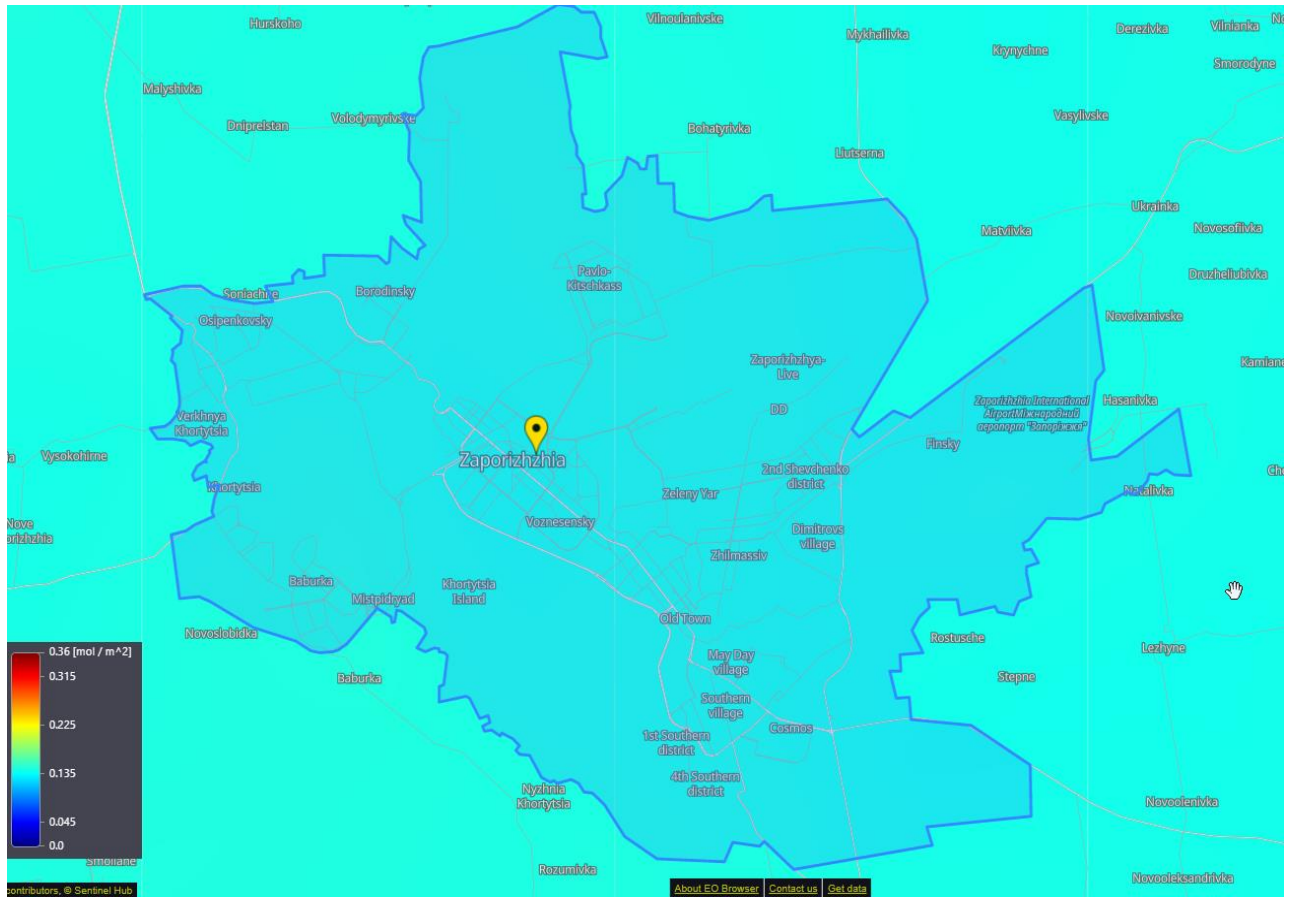 Hurskoho
Vilnoulanivske
Mykhailivka
Derezivka
Vilnianka
Krynychne
Smorodyne
Malyshivka
Volodymyrivske
Dniprelstan
Bohatyrivka
Vasylivske
Liutserna
Ukrainka
Matviivka
Novosofiivka
Pavlo-
Kitschkass
Druzheliubivka
Soniachne
Borodinsky
Osipenkovsky
Novoivanivske
Zaporizhzhya-
Live
DD
Zaporizhzhia International
AirportМіжнародний
аеропорт "Запоріжжя"
Hasanivka
Verkhnya
Khortytsia
Finsky
Vysokohirne
Zaporizhzhia
2nd Shevchenko
district
Khortytsia
Zeleny Yar
Natalivka
Nove
Voznesensky
Dimitrovs
village
Zhilmassiv
Baburka
Khortytsia
Island
Mistpidryad
Old Town
Novoslobidka
Rostusche
Lezhyne
May Day
village
Stepne
Baburka
Southern
village
1st Southern
district
Cosmos
4th Southern
district
Nyzhnia
Khortytsia
Novoolenivka
Rozumivka
Novooleksandrivka
0.36 [mol / m^2]
0.315
0.225
0.135
0.045
0.0
Smoliane
contributors, © Sentinel Hub
About EO Browser
Contact us
Get data